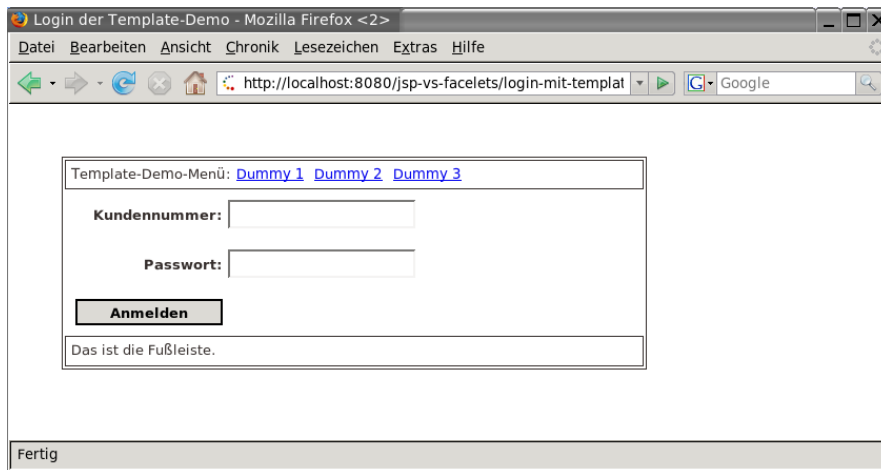 Login der Template-Demo - Mozilla Firefox <2>
Datei Bearbeiten Ansicht Chronik Lesezeichen Extras Hilfe
http://localhost:8080/jsp-vs-facelets/login-mit-templat G Google
Template-Demo-Menü: Dummy 1 Dummy 2 Dummy 3
Kundennummer:
Passwort:
Anmelden
Das ist die Fußleiste.
Fertig